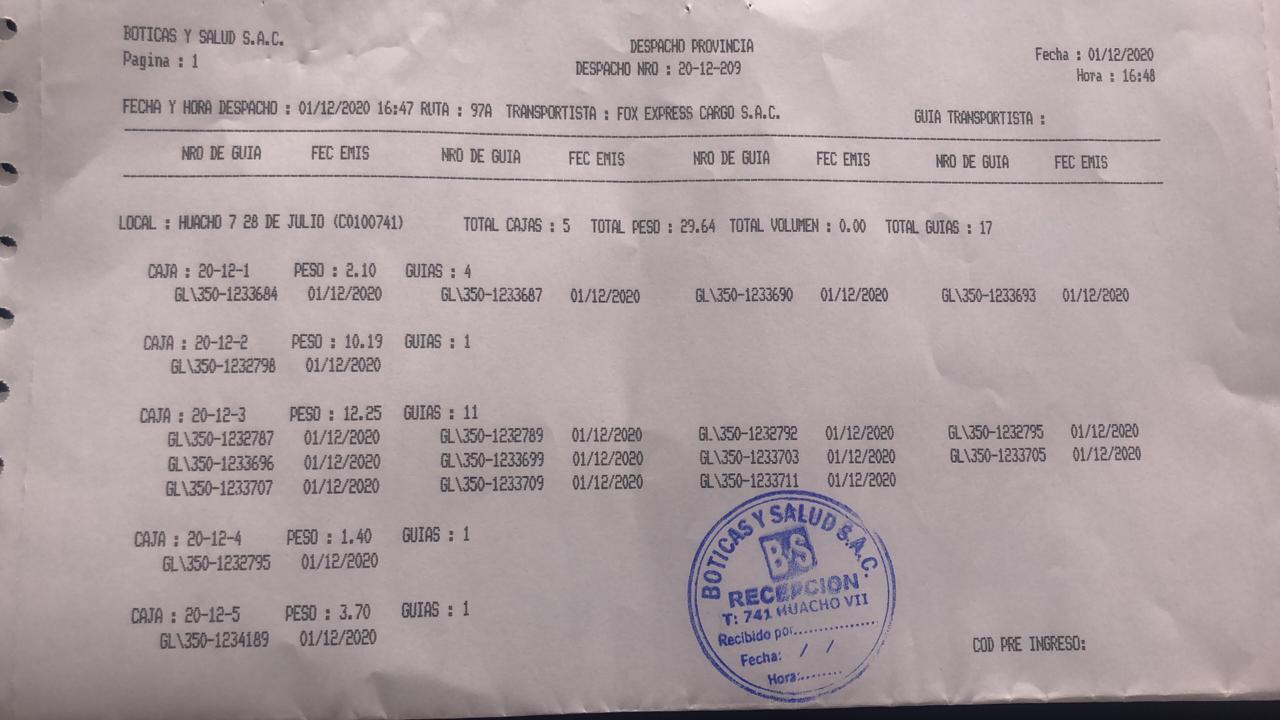 BOTICAS Y SALUD S.A.C.
Pagina : 1
DESPACHO PROVINCIA
DESPACHO NRO : 20-12-209
Fecha : 01/12/2020
Hora : 16:48
FECHA Y HORA DESPACHO : 01/12/2020 16:47 RUTA : 97A TRANSPORTISTA : FOX EXPRESS CARGO S.A.C. GUIA TRANSPORTISTA :
NRO DE GUIA FEC EMIS NRO DE GUIA FEC EMIS NRO DE GUIA FEC EMIS NRO DE GUIA FEC EMIS
LOCAL : HUACHO 7 28 DE JULIO (C0100741) TOTAL CAJAS : 5 TOTAL PESO : 29.64 TOTAL VOLUMEN : 0.00 TOTAL GUIAS : 17
CAJA : 20-12-1 PESO : 2.10 GUIAS : 4
GL\350-1233684 01/12/2020 GL\350-1233687 01/12/2020 GL\350-1233690 01/12/2020 GL\350-1233693 01/12/2020
CAJA : 20-12-2 PESO : 10.19 GUIAS : 1
GL\350-1232798 01/12/2020
CAJA : 20-12-3 PESO : 12.25 GUIAS : 11
GL\350-1232787 01/12/2020 GL\350-1232789 01/12/2020 GL\350-1232792 01/12/2020 GL\350-1232795 01/12/2020
GL\350-1233696 01/12/2020 GL\350-1233699 01/12/2020 GL\350-1233703 01/12/2020 GL\350-1233705 01/12/2020
GL\350-1233707 01/12/2020 GL\350-1233709 01/12/2020 GL\350-1233711 01/12/2020
CAJA : 20-12-4 PESO : 1.40 GUIAS : 1
GL\350-1232795 01/12/2020
CAJA : 20-12-5 PESO : 3.70 GUIAS : 1
GL\350-1234189 01/12/2020
BOTICAS Y SALUD S.A.C.
B S
RECEPCION
T: 741 HUACHO VII
Recibido por...................
Fecha: / /
Hora:........
COD PRE INGRESO: